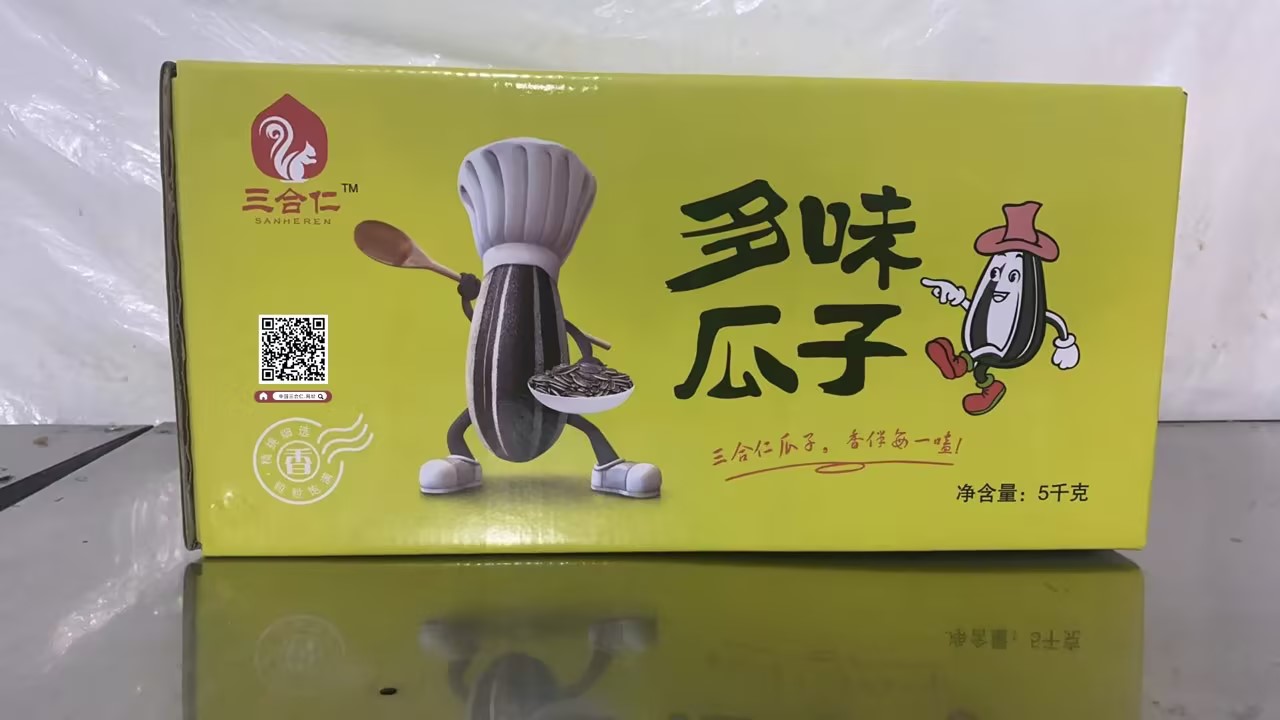 三合仁™
SANHEREN
多味
瓜子
三合仁瓜子。香伴每一嗑!
香
净含量：5千克